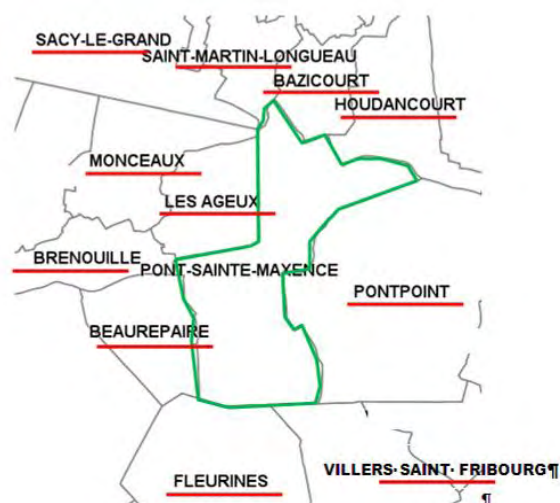 SACY-LE-GRAND
SAINT-MARTIN-LONGUEAU
BAZICOURT
HOUDANCOURT
MONCEAUX
LES AGEUX
BRENOUILLE
PONT-SAINTE-MAXENCE
PONTPOINT
BEAUREPAIRE
VILLERS·SAINT· FRIBOURG¶
FLEURINES
¶